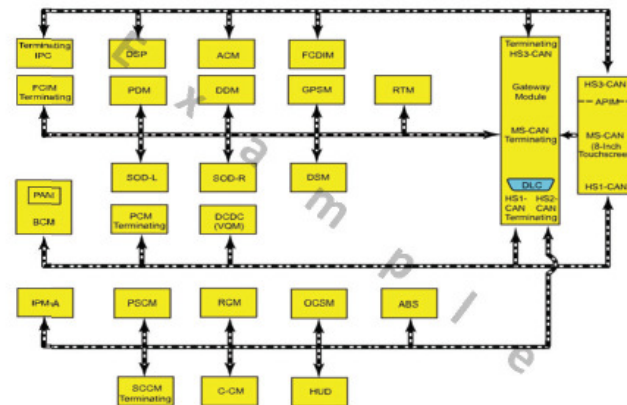 Terminating
IPC
DSP
ACM
FCDIM
Terminating
HS3-CAN
HS3-CAN
FCIM
Terminating
PDM
DDM
GPSM
RTM
Gateway
Module
APIM
MS-CAN
Terminating
MS-CAN
(8-Inch
Touchscreen)
SOD-L
SOD-R
DSM
DLC
HS1-CAN
PAM
BCM
PCM
Terminating
DCDC
(VQM)
HS1-
CAN
HS2-
CAN
Terminating
IPM-A
PSCM
RCM
OCSM
ABS
SCCM
Terminating
C-CM
HUD
Example